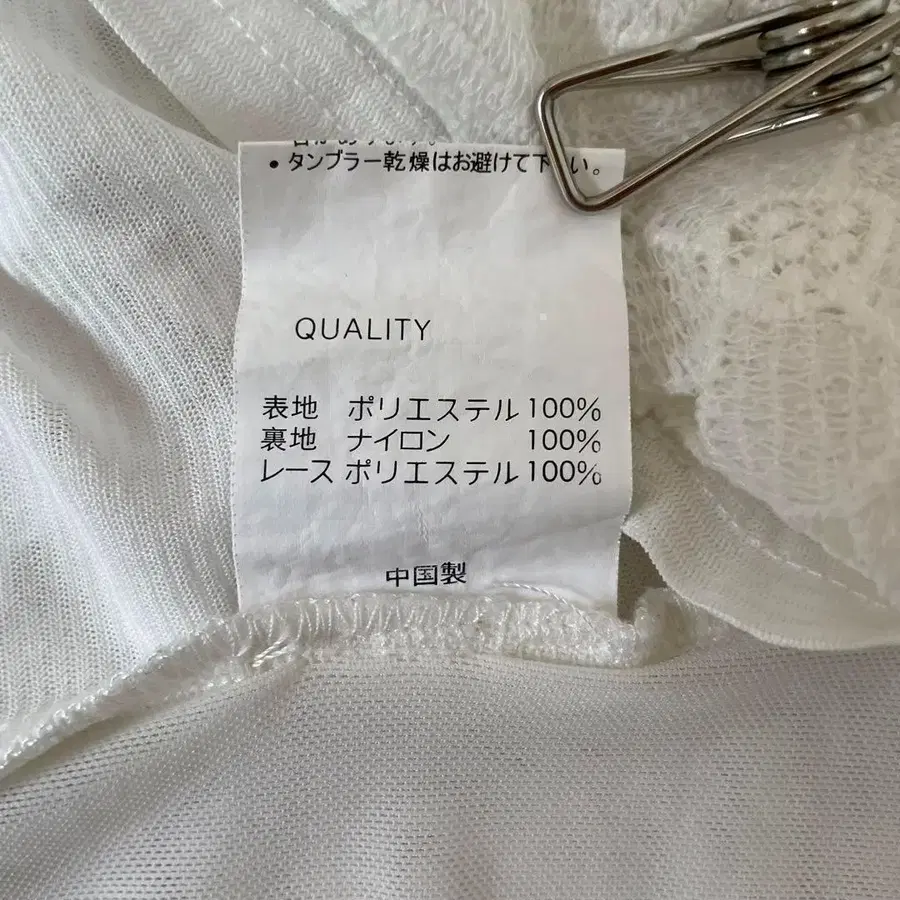 • タンブラー乾燥はお避けて下さい。
QUALITY
表地 ポリエステル 100%
裏地 ナイロン 100%
レース ポリエステル 100%
中国製